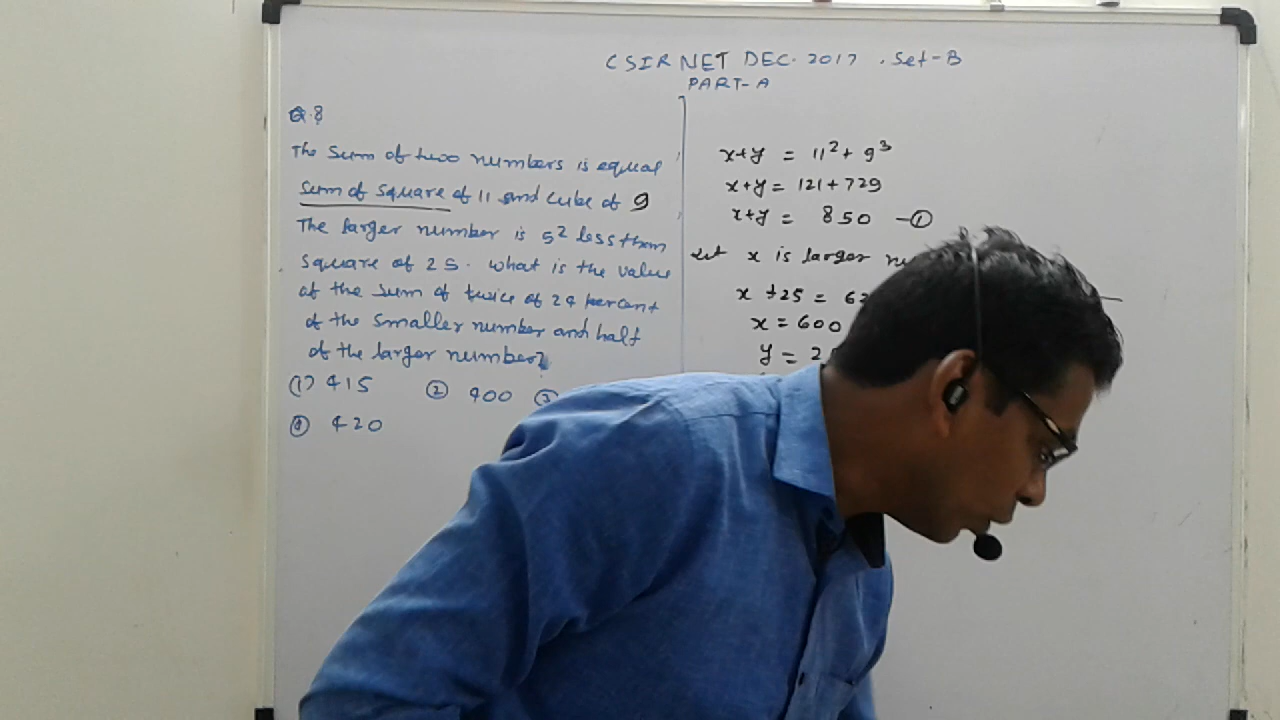 CSIR NET DEC. 2017. Set-B
PART-A
Q.8
The sum of two numbers is equal
sum of square of 11 and cube of 9
The larger number is 5² less than
square of 25. What is the value
of the sum of twice of 24 percent
of the smaller number and half
of the larger number?
(1) 415 ② 400 ③
④ 420
x+y = 11² + 9³
x+y = 121+729
x+y = 850 —①
let x is larger
x +25 =
x = 600
y =